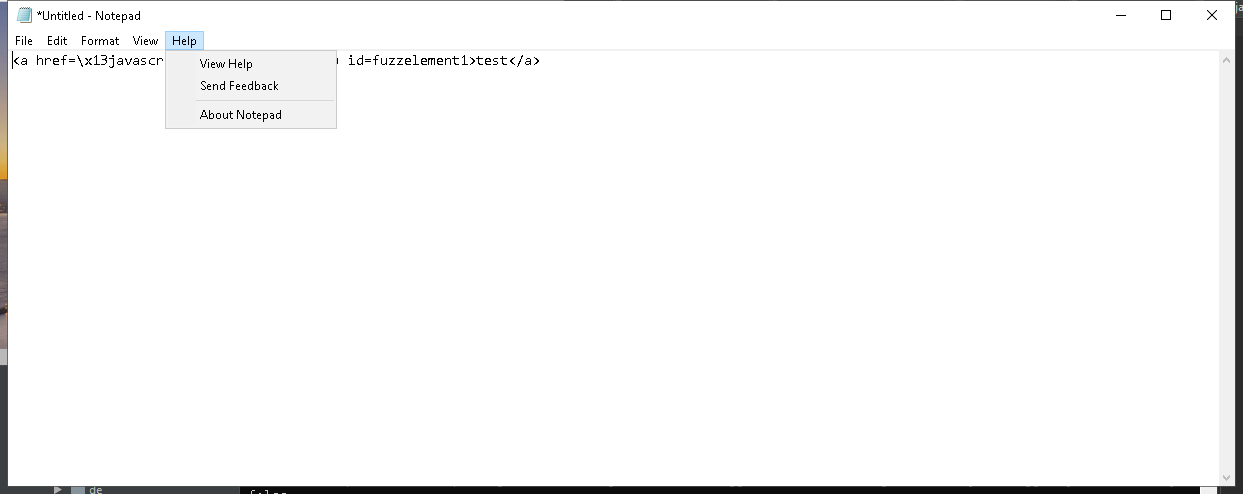 *Untitled - Notepad
File Edit Format View Help
<a href=\x13javascr id=fuzzelement1>test</a>
View Help
Send Feedback
About Notepad
de